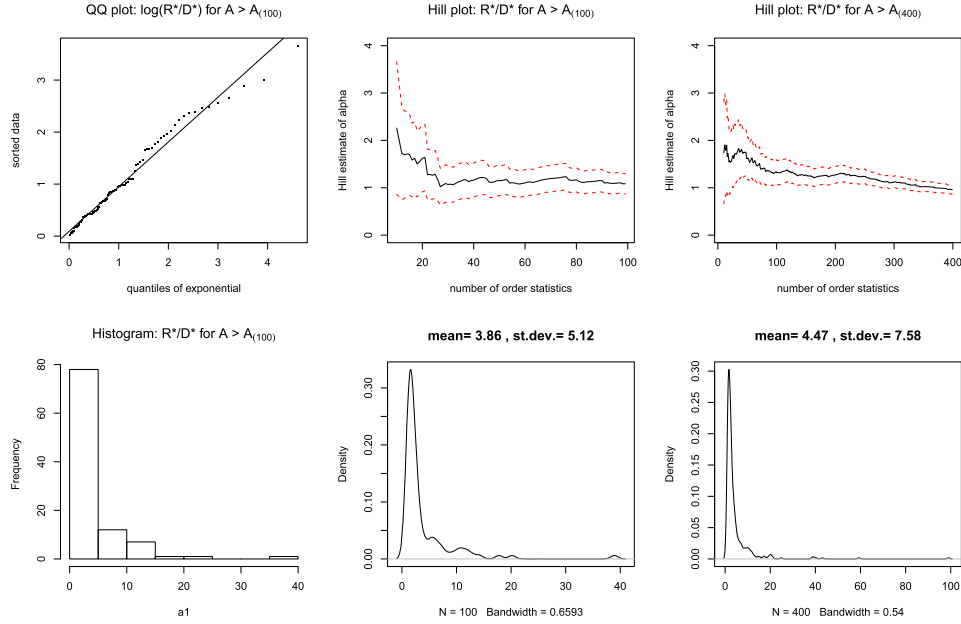 QQ plot: log(R*/D*) for A > A(100)
sorted data
0 1 2 3
0 1 2 3 4
quantiles of exponential
Hill plot: R*/D* for A > A(100)
Hill estimate of alpha
0 1 2 3 4
20 40 60 80 100
number of order statistics
Hill plot: R*/D* for A > A(400)
Hill estimate of alpha
0 1 2 3 4
0 100 200 300 400
number of order statistics
Histogram: R*/D* for A > A(100)
Frequency
0 20 40 60 80
0 10 20 30 40
a1
mean= 3.86 , st.dev.= 5.12
Density
0.00 0.10 0.20 0.30
0 10 20 30 40
N = 100 Bandwidth = 0.6593
mean= 4.47 , st.dev.= 7.58
Density
0.00 0.05 0.10 0.15 0.20 0.25 0.30
0 20 40 60 80 100
N = 400 Bandwidth = 0.54